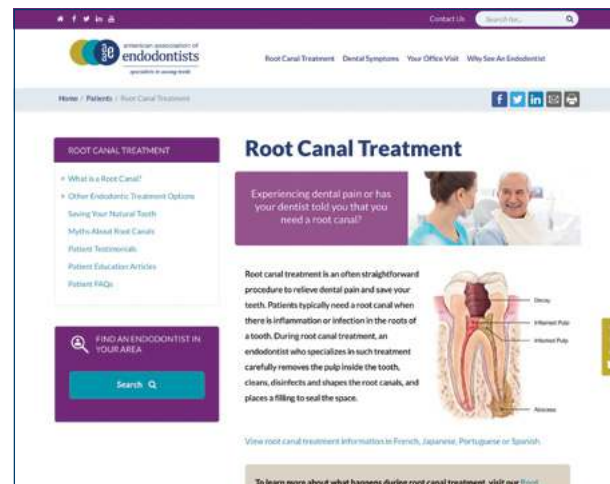 Contact Us
Search for...
american association of
endodontists
specialists in saving teeth
Root Canal Treatment Dental Symptoms Your Office Visit Why See An Endodontist
Home / Patients / Root Canal Treatment
ROOT CANAL TREATMENT
What is a Root Canal?
Other Endodontic Treatment Options
Saving Your Natural Tooth
Myths About Root Canals
Patient Testimonials
Patient Education Articles
Patient FAQs
FIND AN ENDODONTIST IN
YOUR AREA
Search
Root Canal Treatment
Experiencing dental pain or has
your dentist told you that you
need a root canal?
Root canal treatment is an often straightforward
procedure to relieve dental pain and save your
teeth. Patients typically need a root canal when
there is inflammation or infection in the roots of
a tooth. During root canal treatment, an
endodontist who specializes in such treatment
carefully removes the pulp inside the tooth,
cleans, disinfects and shapes the root canals, and
places a filling to seal the space.
Decay
Inflamed Pulp
Infected Pulp
Abscess
View root canal treatment information in French, Japanese, Portuguese or Spanish
To learn more about what happens during root canal treatment, visit our Root